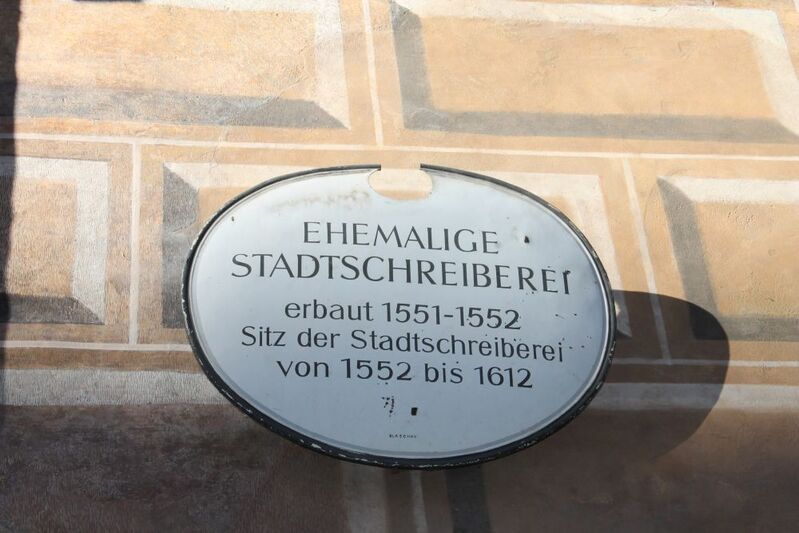 EHEMALIGE
STADTSCHREIBEREI
erbaut 1551-1552
Sitz der Stadtschreiberei
von 1552 bis 1612